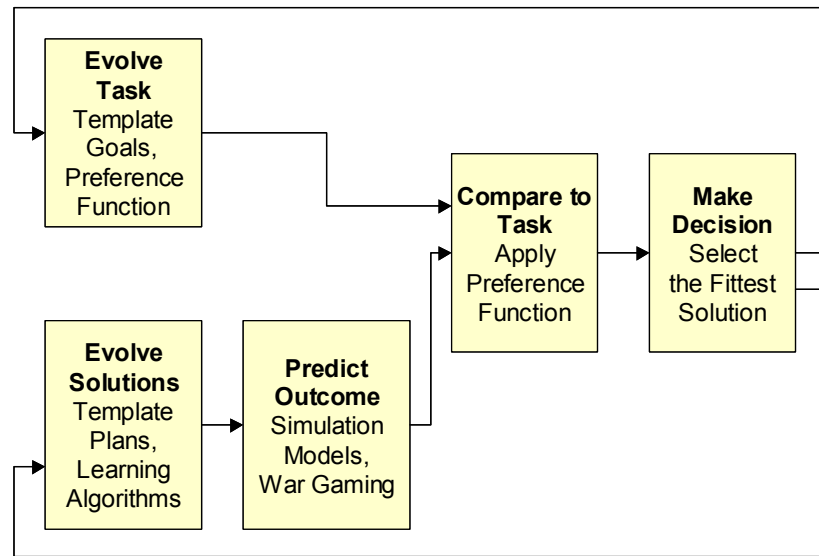 Evolve
Task
Template
Goals,
Preference
Function
Compare to
Task
Apply
Preference
Function
Make
Decision
Select
the Fittest
Solution
Evolve
Solutions
Template
Plans,
Learning
Algorithms
Predict
Outcome
Simulation
Models,
War Gaming